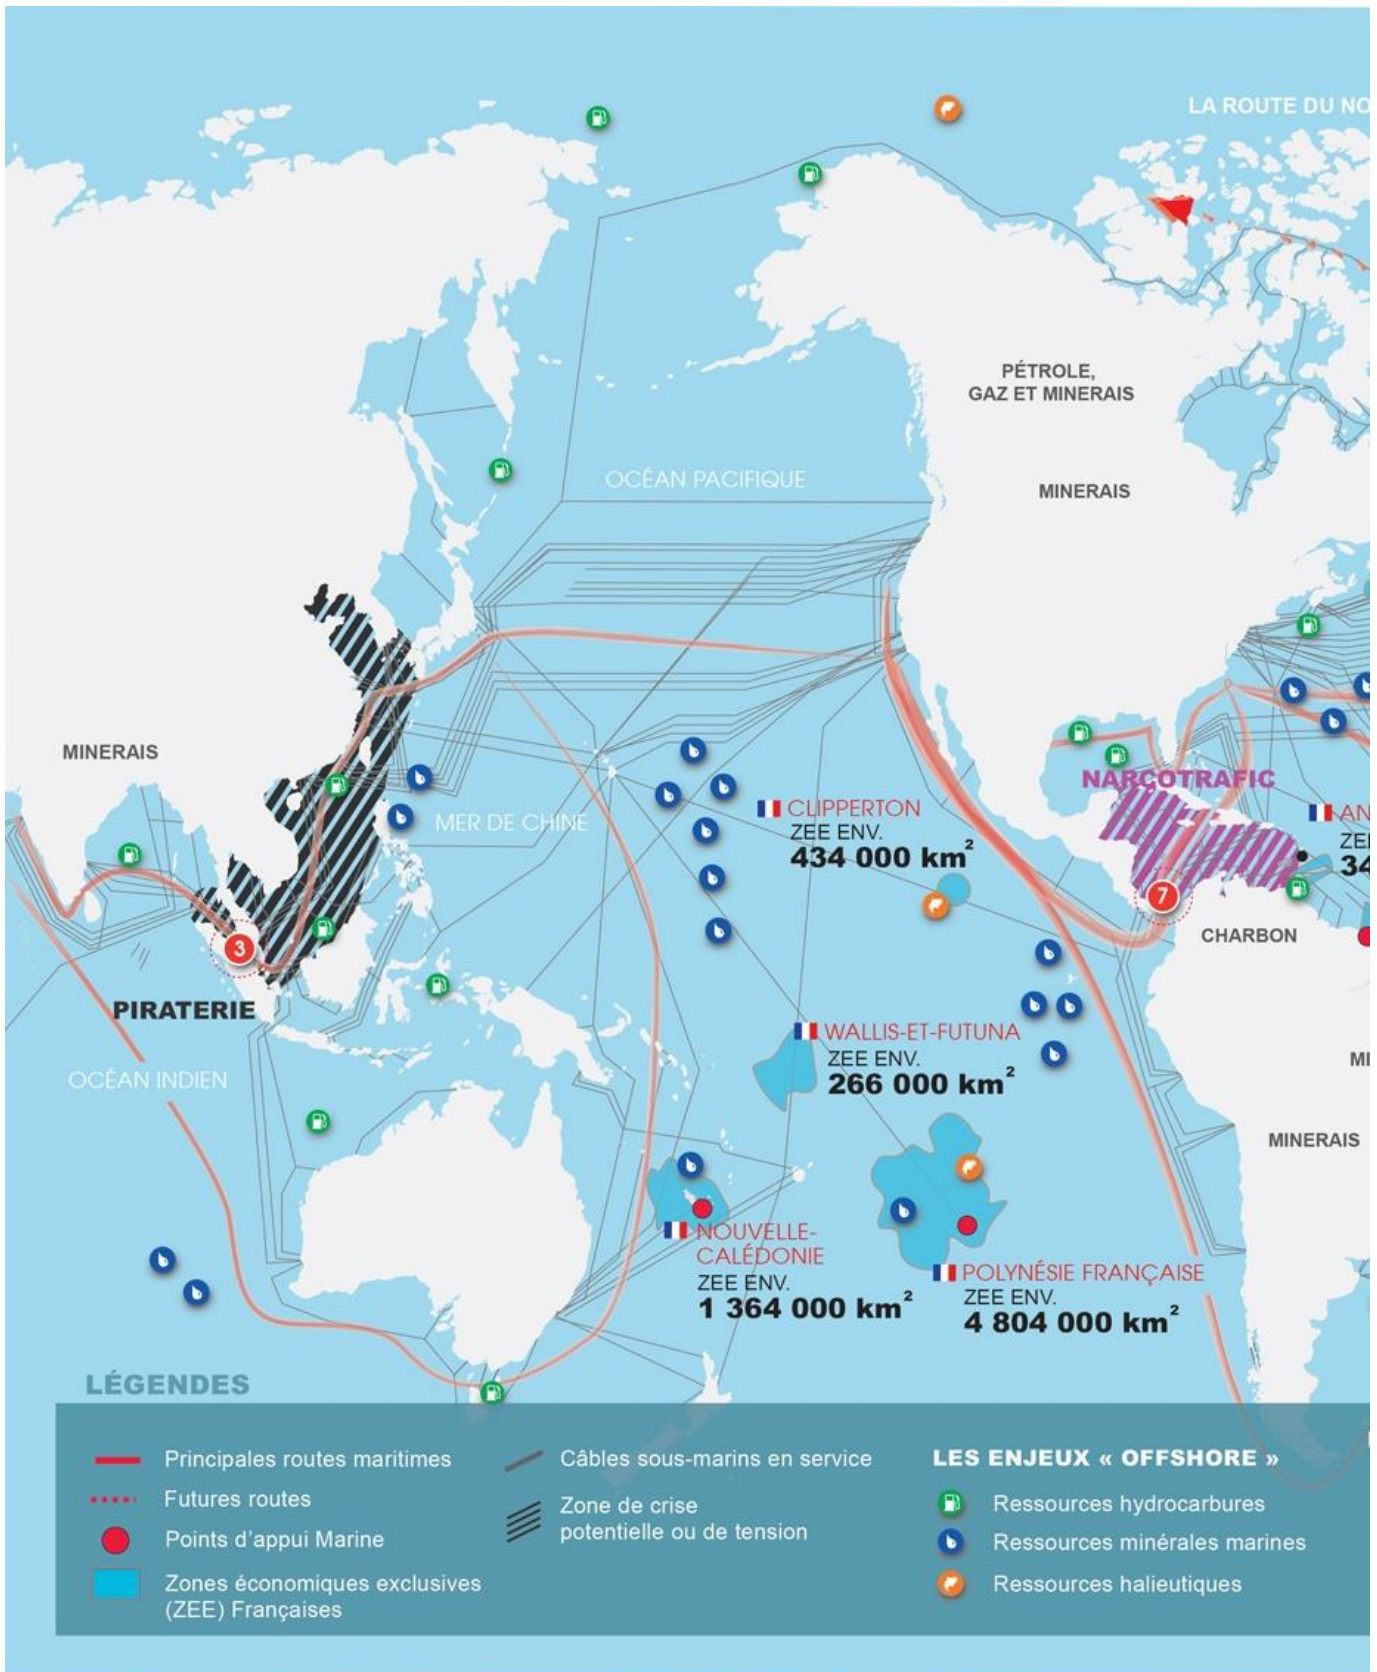 LA ROUTE DU NO
PÉTROLE,
GAZ ET MINERAIS
OCÉAN PACIFIQUE
MINERAIS
MINERAIS
NARCOTRAFIC
CLIPPERTON
ZEE ENV.
434 000 km²
AN
ZEE
34
MER DE CHINE
7
CHARBON
3
PIRATERIE
WALLIS-ET-FUTUNA
ZEE ENV.
266 000 km²
MI
OCÉAN INDIEN
MINERAIS
NOUVELLE-
CALÉDONIE
ZEE ENV.
1 364 000 km²
POLYNÉSIE FRANÇAISE
ZEE ENV.
4 804 000 km²
LÉGENDES
Principales routes maritimes
Futures routes
Points d'appui Marine
Zones économiques exclusives
(ZEE) Françaises
Câbles sous-marins en service
Zone de crise
potentielle ou de tension
LES ENJEUX « OFFSHORE »
Ressources hydrocarbures
Ressources minérales marines
Ressources halieutiques